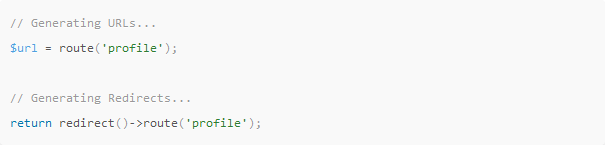 // Generating URLs...
$url = route('profile');
// Generating Redirects...
return redirect()->route('profile');